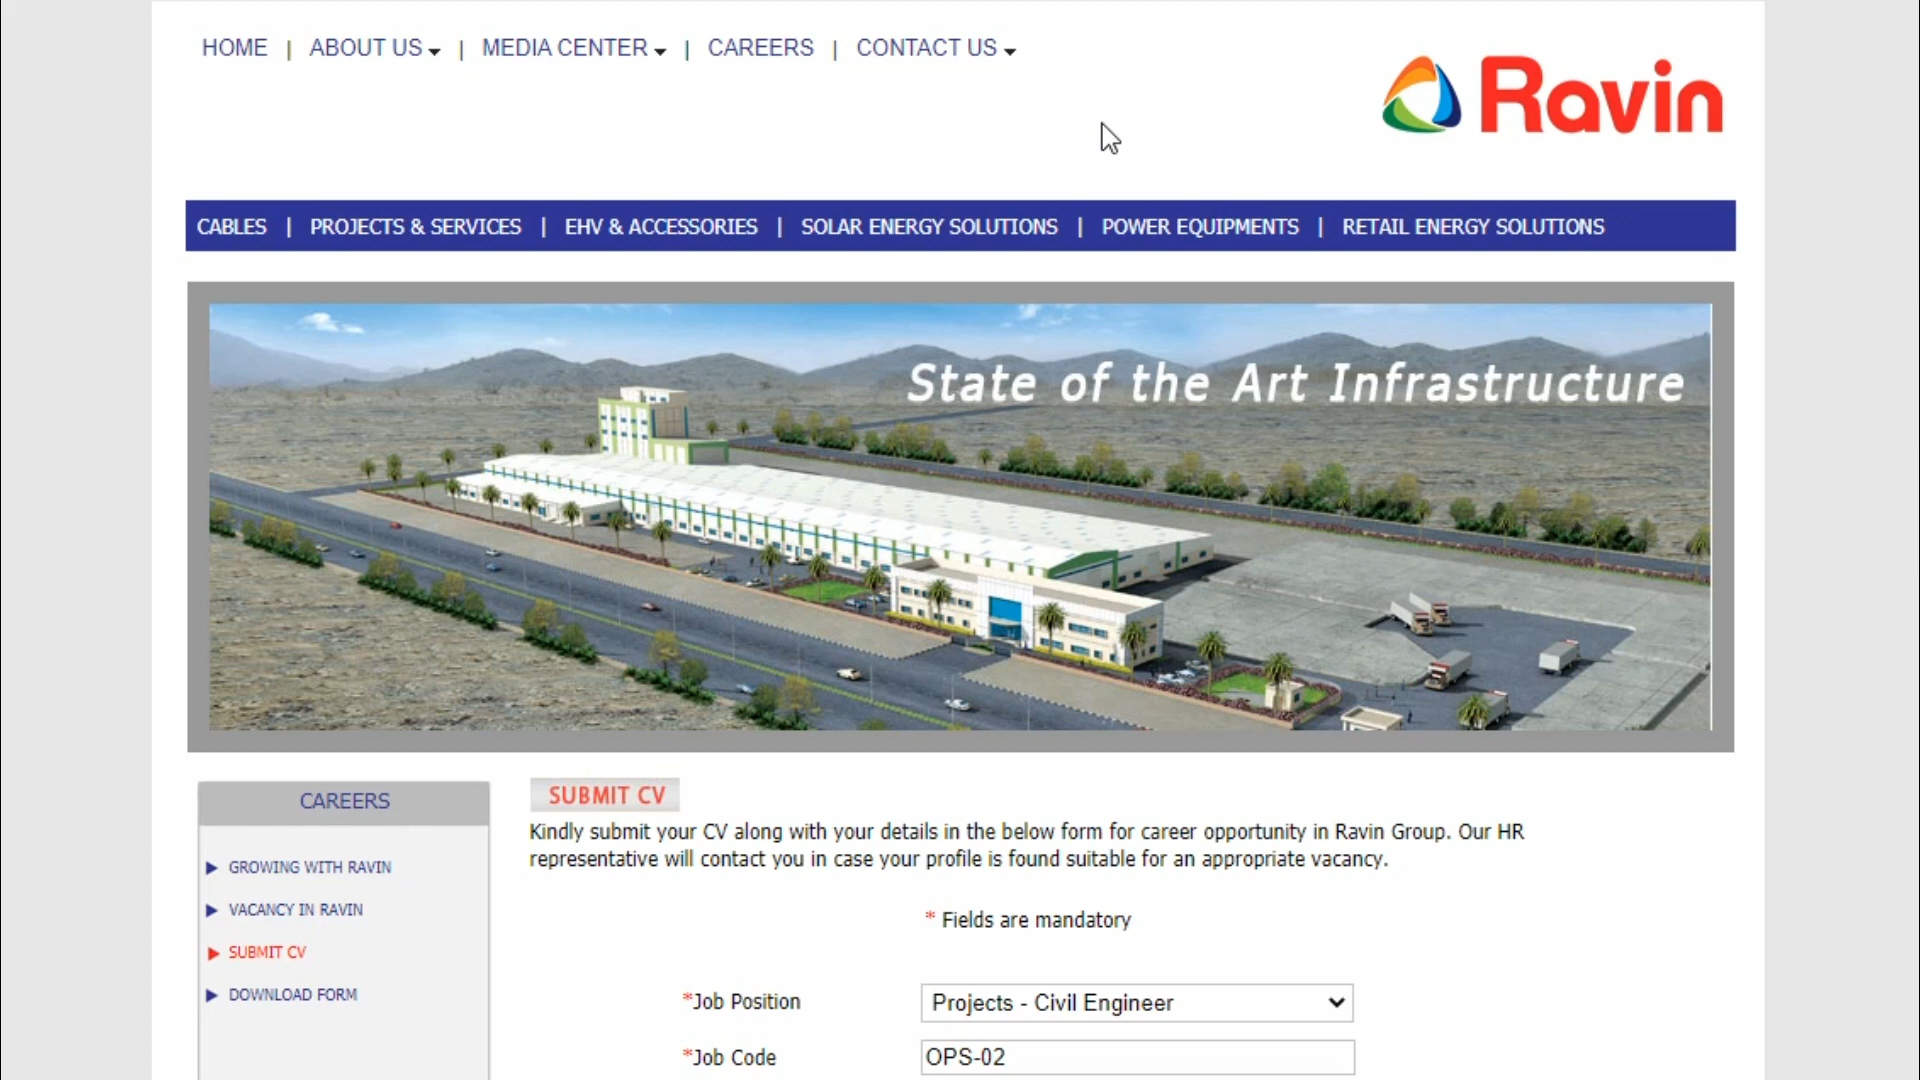 HOME | ABOUT US | MEDIA CENTER | CAREERS | CONTACT US
Ravin
CABLES | PROJECTS & SERVICES | EHV & ACCESSORIES | SOLAR ENERGY SOLUTIONS | POWER EQUIPMENTS | RETAIL ENERGY SOLUTIONS
State of the Art Infrastructure
CAREERS
GROWING WITH RAVIN
VACANCY IN RAVIN
SUBMIT CV
DOWNLOAD FORM
SUBMIT CV
Kindly submit your CV along with your details in the below form for career opportunity in Ravin Group. Our HR
representative will contact you in case your profile is found suitable for an appropriate vacancy.
* Fields are mandatory
*Job Position Projects - Civil Engineer
*Job Code OPS-02